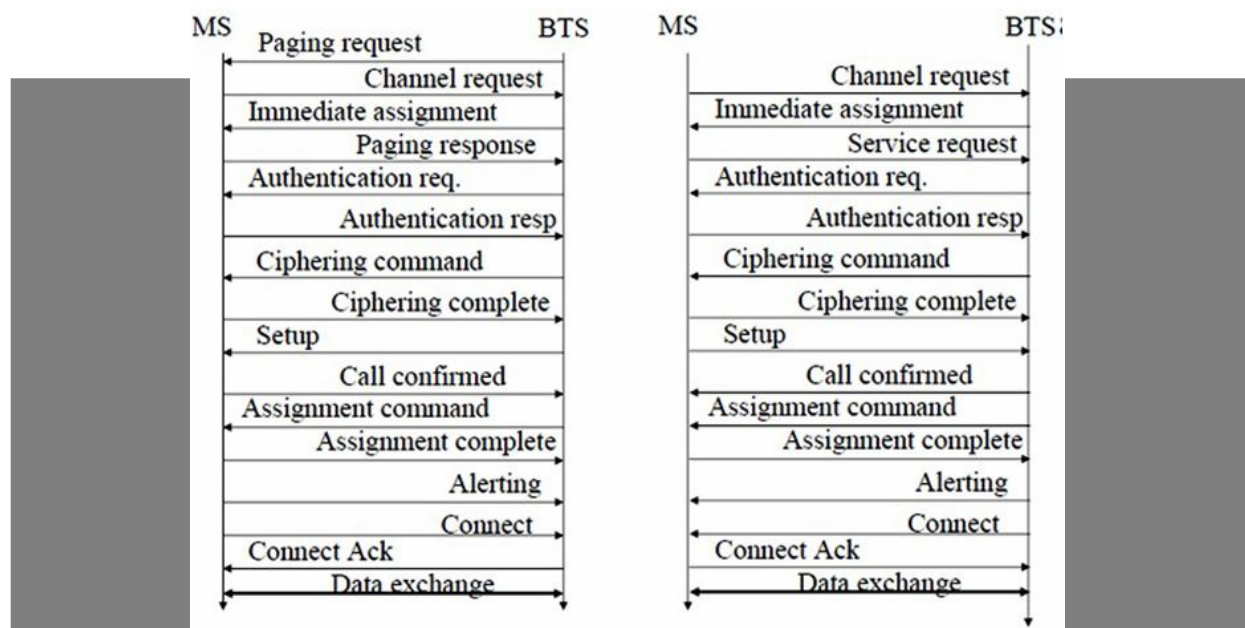 MS BTS
Paging request
Channel request
Immediate assignment
Paging response
Authentication req.
Authentication resp
Ciphering command
Ciphering complete
Setup
Call confirmed
Assignment command
Assignment complete
Alerting
Connect
Connect Ack
Data exchange
MS BTS
Channel request
Immediate assignment
Service request
Authentication req.
Authentication resp
Ciphering command
Ciphering complete
Setup
Call confirmed
Assignment command
Assignment complete
Alerting
Connect
Connect Ack
Data exchange